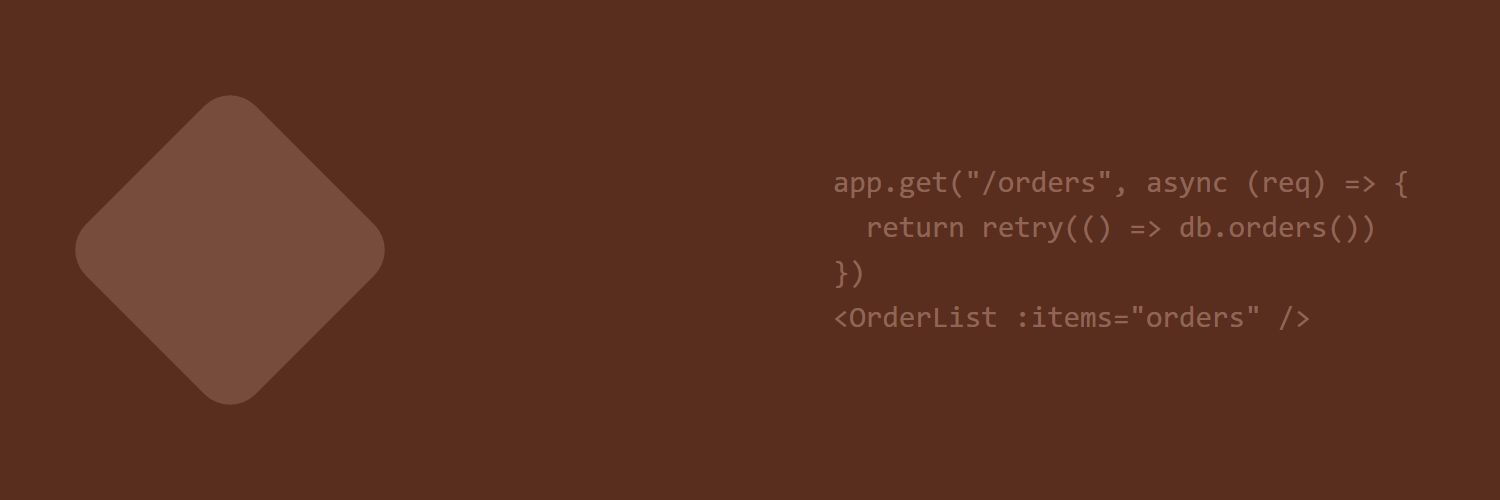 app.get("/orders", async (req) => {
  return retry(() => db.orders())
})
<OrderList :items="orders" />